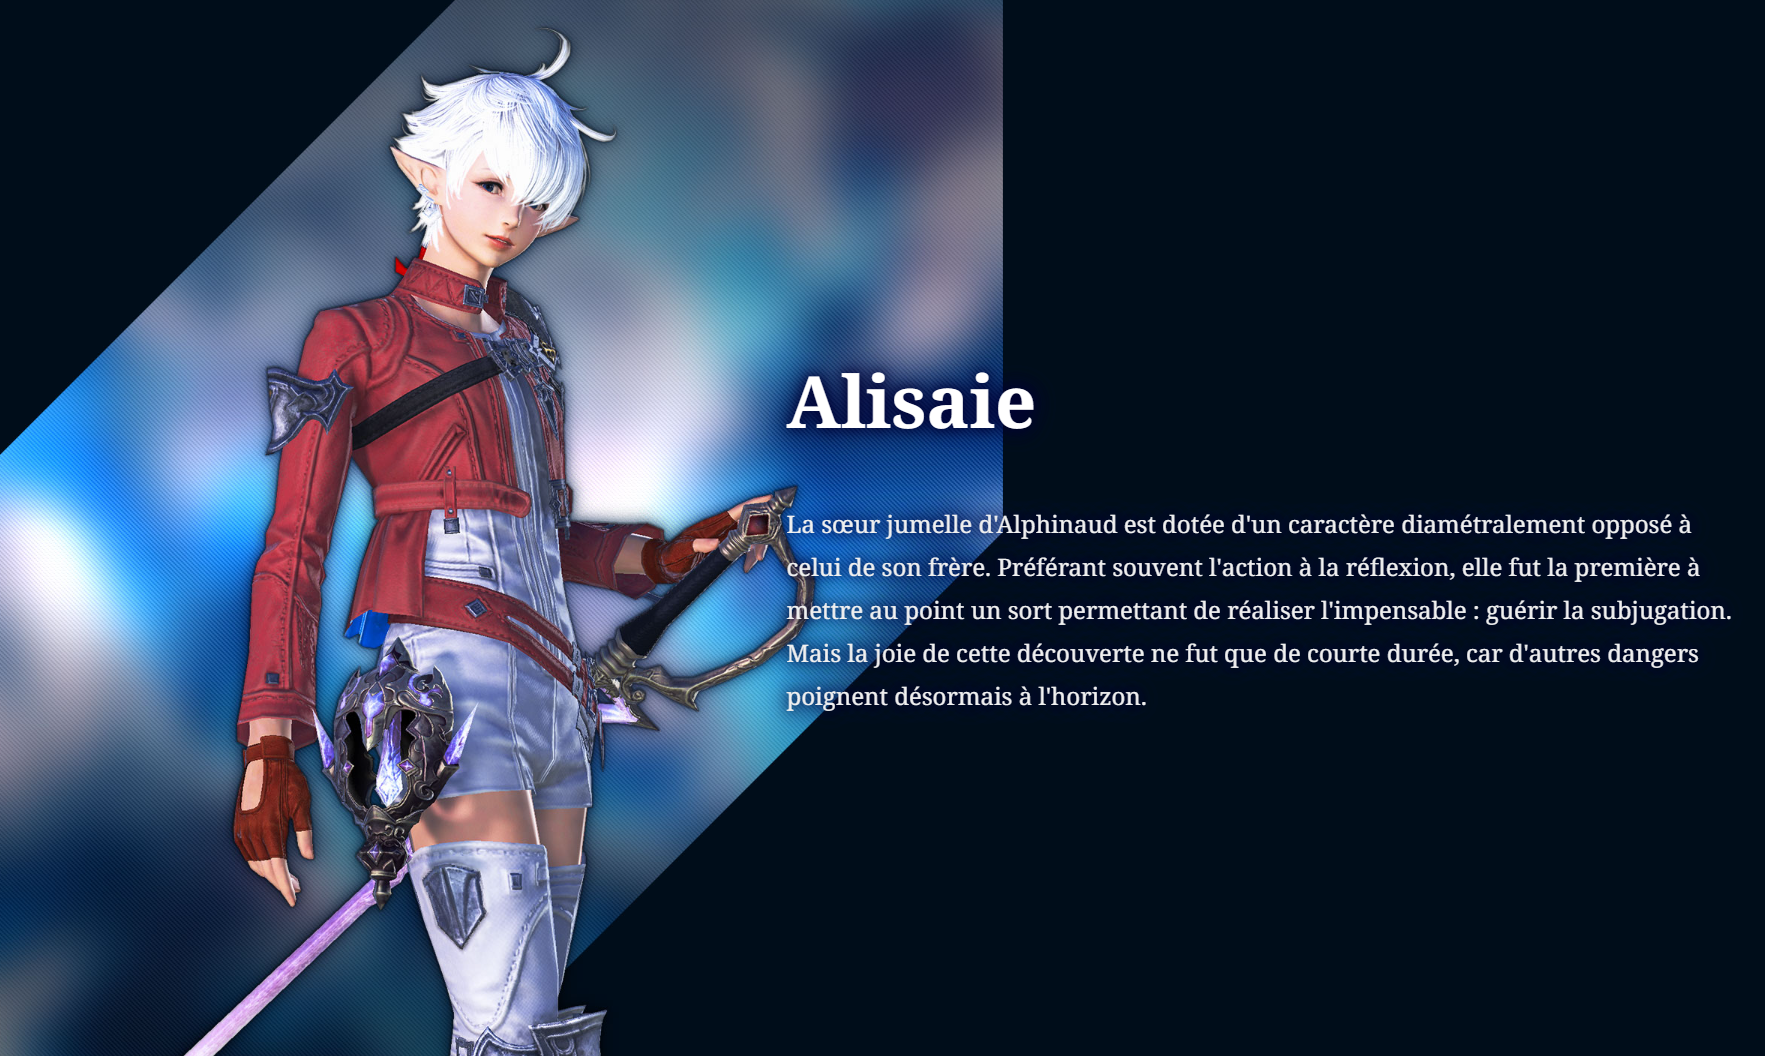 Alisaie
La sœur jumelle d'Alphinaud est dotée d'un caractère diamétralement opposé à
celui de son frère. Préférant souvent l'action à la réflexion, elle fut la première à
mettre au point un sort permettant de réaliser l'impensable : guérir la subjugation.
Mais la joie de cette découverte ne fut que de courte durée, car d'autres dangers
poignent désormais à l'horizon.